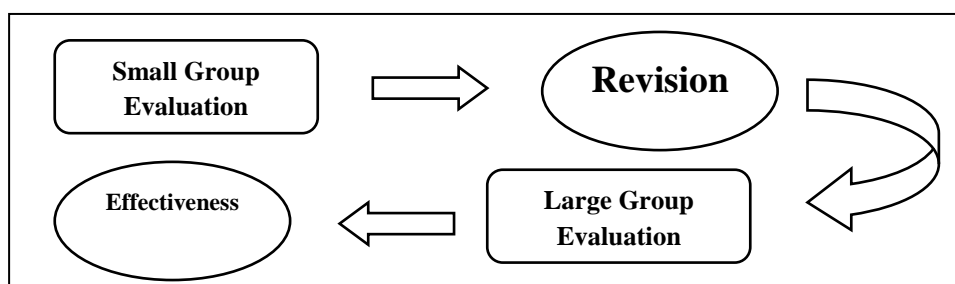 Small Group
Evaluation
Revision
Large Group
Evaluation
Effectiveness